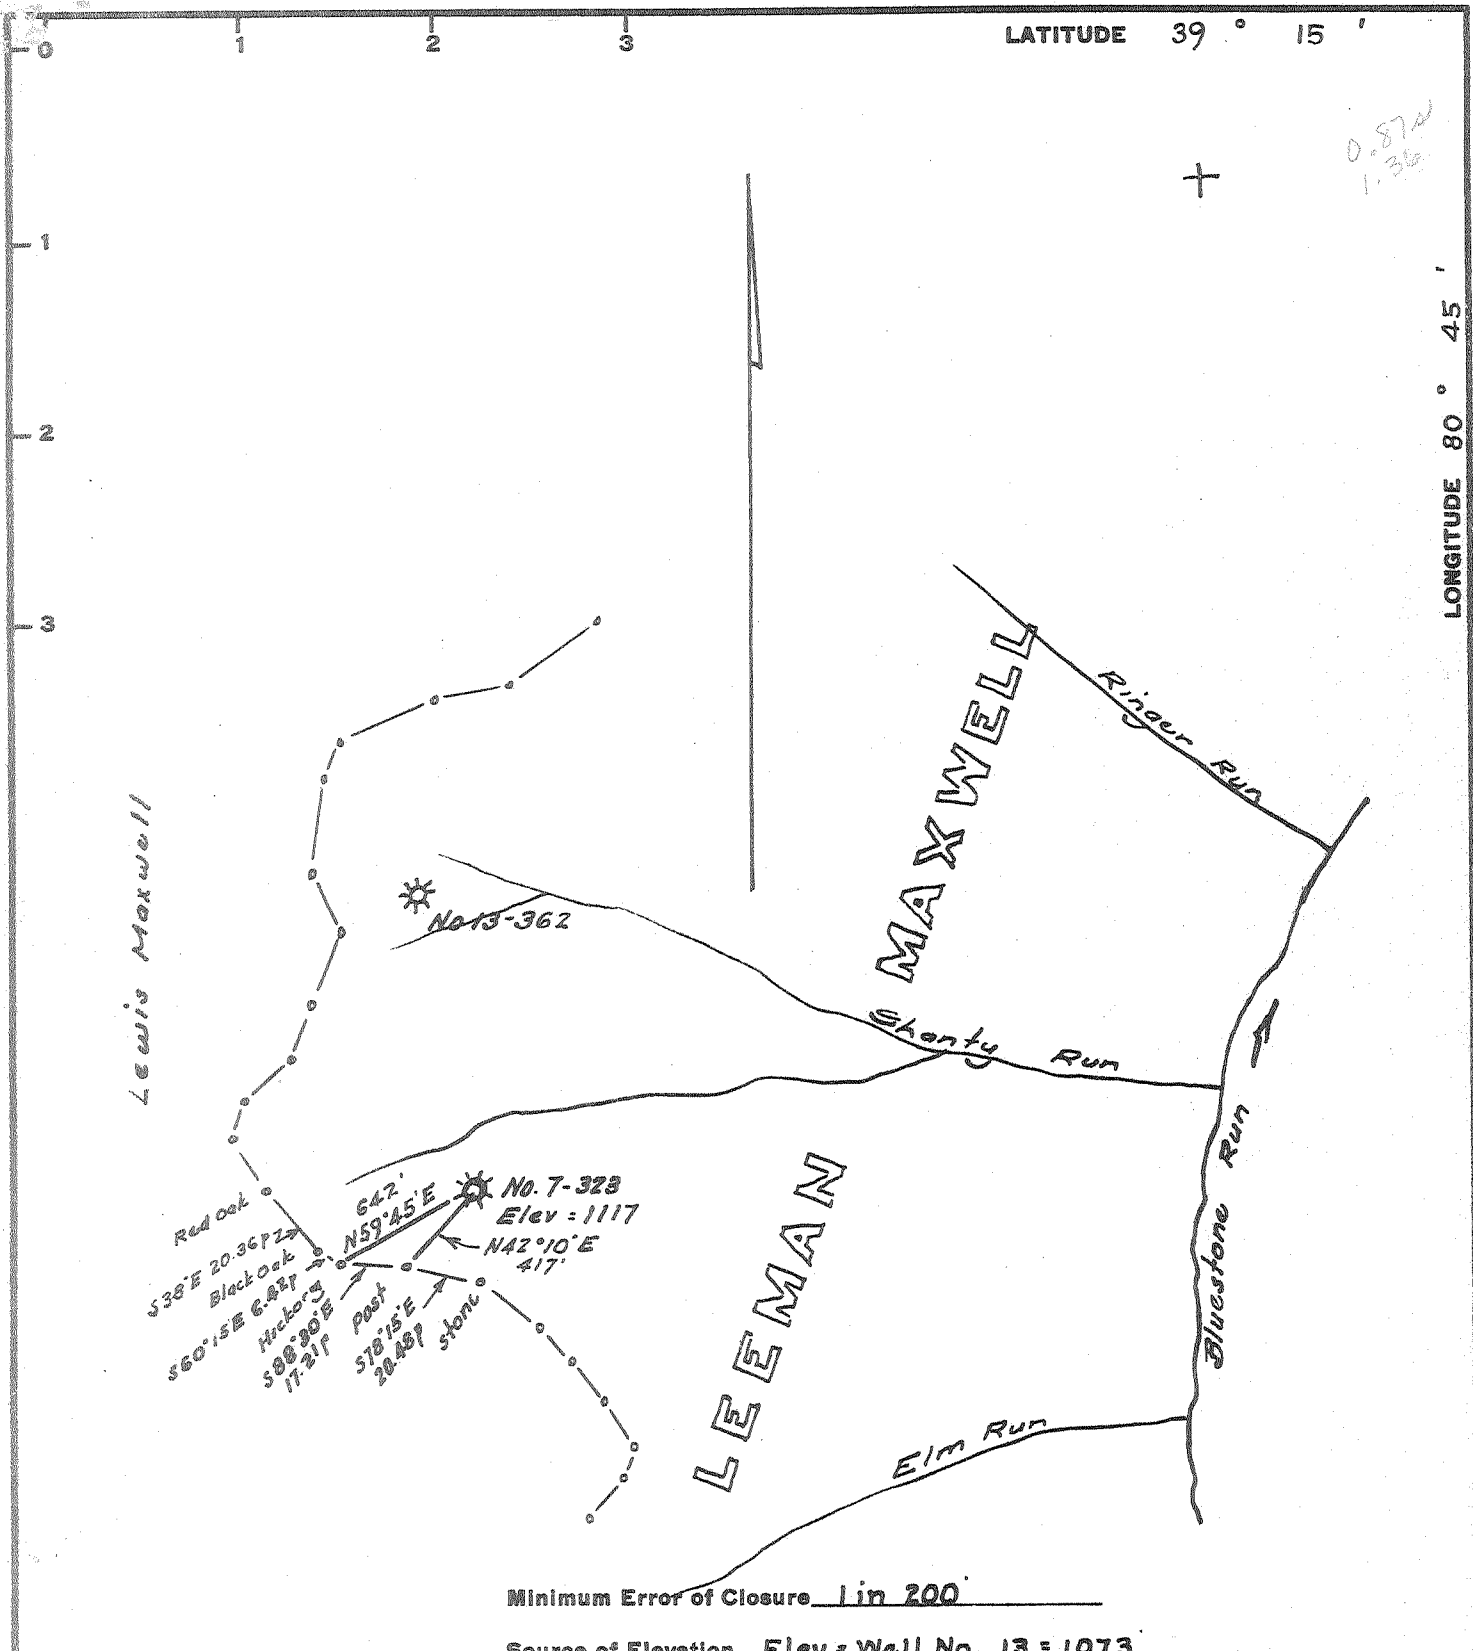 0
1
2
3
LATITUDE 39 ° 15 '
0.87
1.36
1
2
3
LONGITUDE 80 ° 45 '
MAXWELL
Ringer Run
Lewis Maxwell
No 13-362
Shanty Run
Bluestone Run
642'
N59°45'E
No. 7-323
Elev = 1117
N42°10'E
417'
Red Oak
S38°E 20.36P
Black Oak
S60°15'E 6.42P
Hickory
S88°30'E
17.21P
Post
S78°15'E
20.48P
Stone
LEEMAN
Elm Run
Minimum Error of Closure 1 in 200'
Source of Elevation Elev = Well No. 13 = 1073